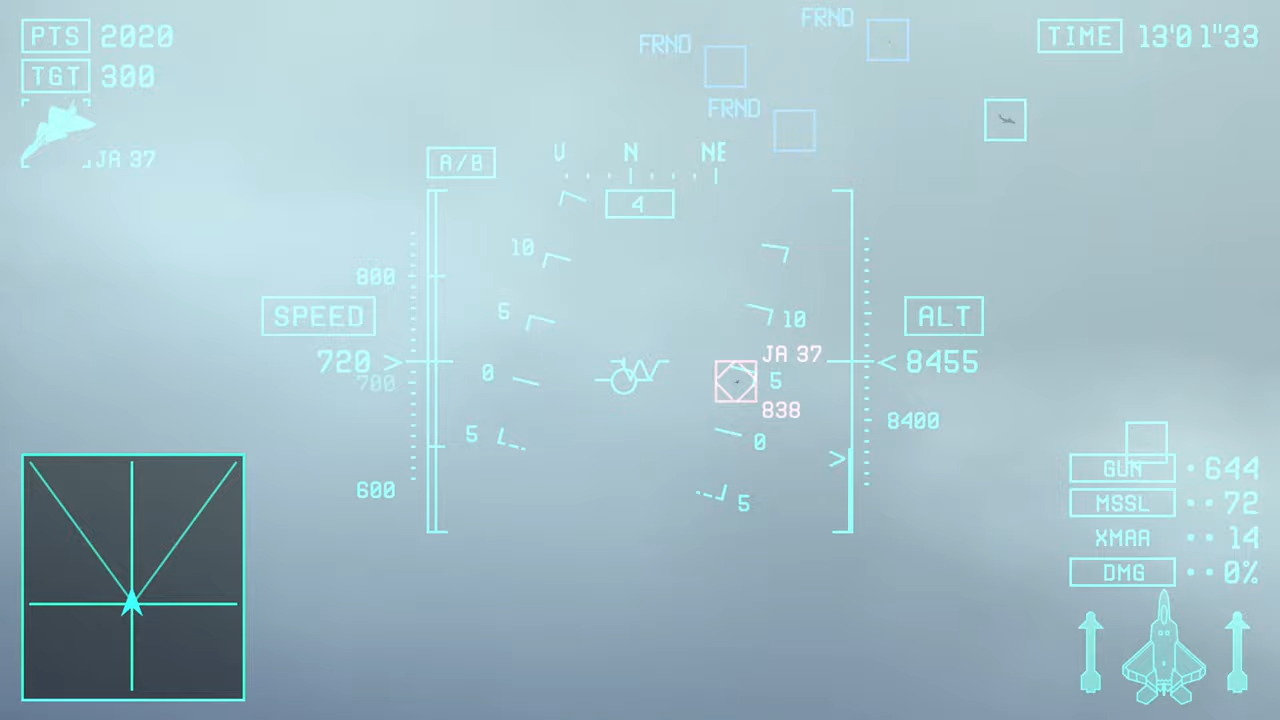 PTS 2020
TGT 300
JA 37
FRND
FRND
FRND
TIME 13'01"33
A/B
N NE
4
10
5
0
5
10
5
0
5
800
SPEED
720 >
700
600
ALT
< 8455
8400
>
JA 37
838
GUN · 644
MSSL ·· 72
XMAA ·· 14
DMG ·· 0%